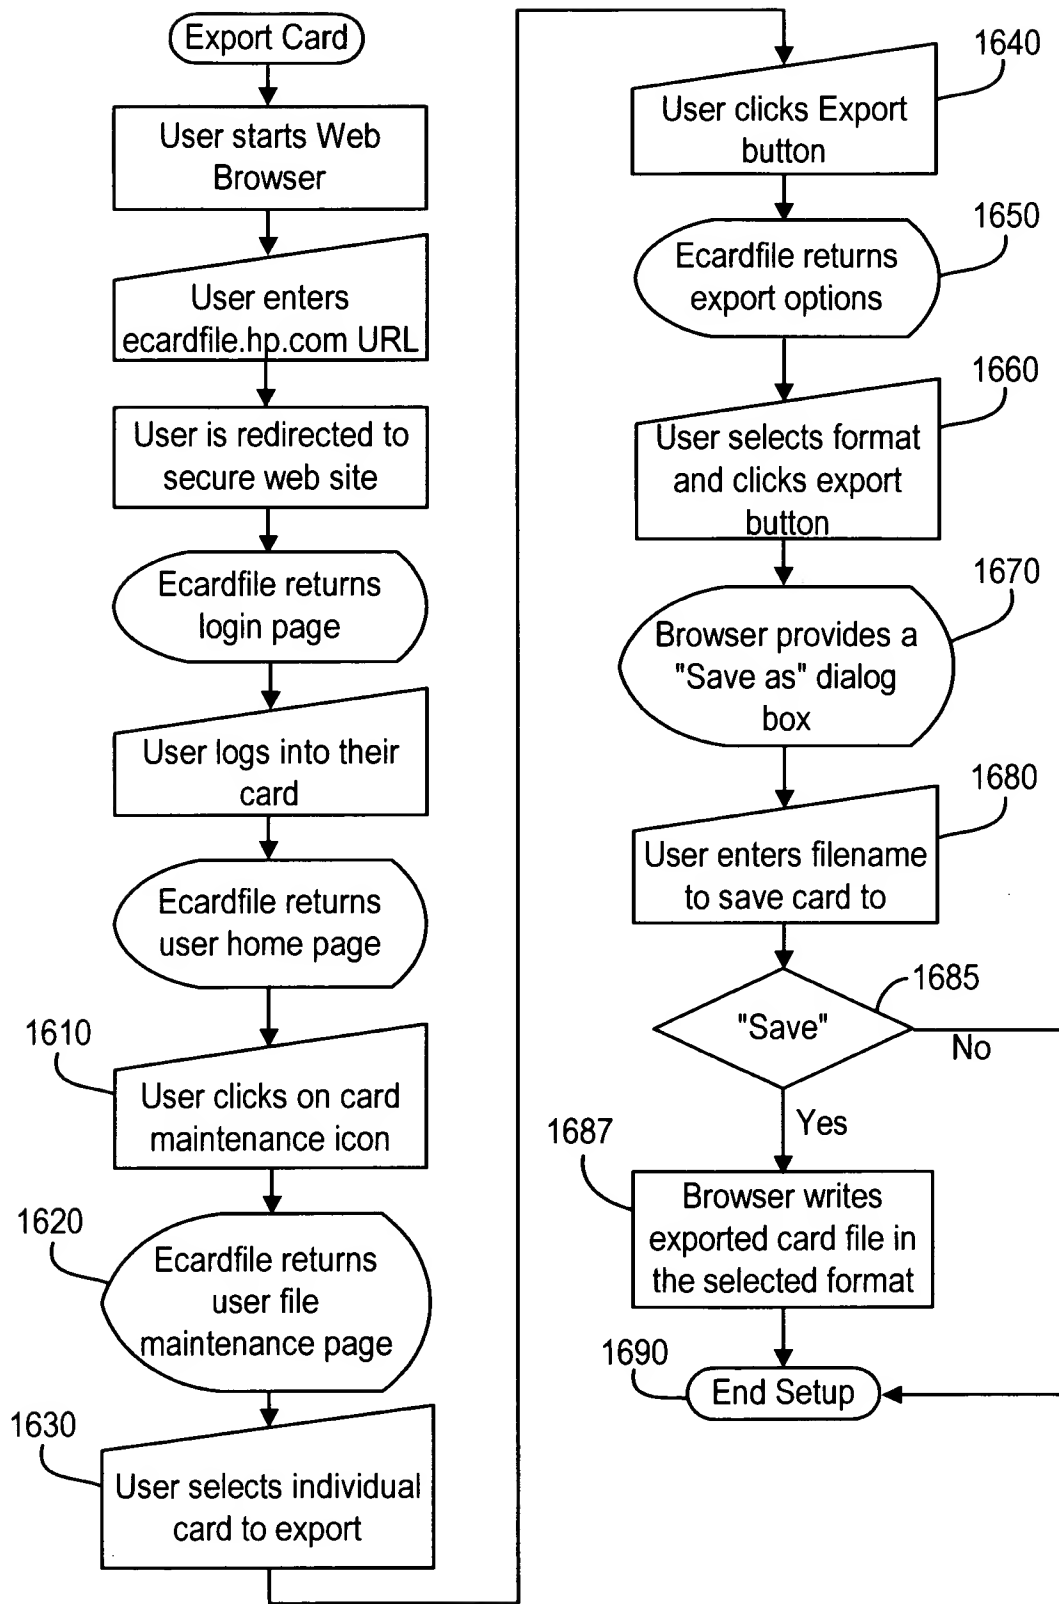 Export Card
User starts Web
Browser
User enters
ecardfile.hp.com URL
User is redirected to
secure web site
Ecardfile returns
login page
User logs into their
card
Ecardfile returns
user home page
1610
User clicks on card
maintenance icon
1620
Ecardfile returns
user file
maintenance page
1630
User selects individual
card to export
1640
User clicks Export
button
1650
Ecardfile returns
export options
1660
User selects format
and clicks export
button
1670
Browser provides a
"Save as" dialog
box
1680
User enters filename
to save card to
1685
"Save"
No
Yes
1687
Browser writes
exported card file in
the selected format
1690
End Setup